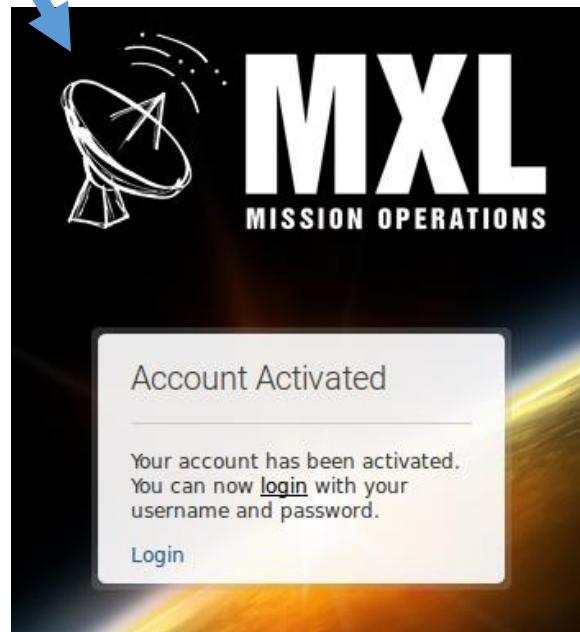 MXL
MISSION OPERATIONS
Account Activated
Your account has been activated.
You can now login with your
username and password.
Login